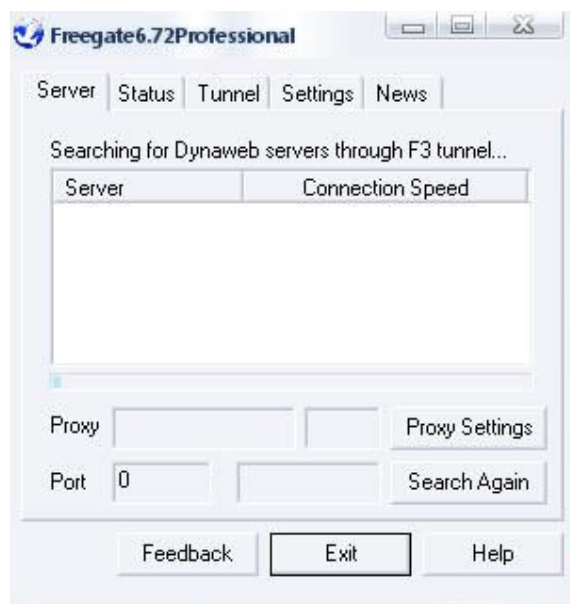 Freegate6.72Professional
Server Status Tunnel Settings News
Searching for Dynaweb servers through F3 tunnel...
Server Connection Speed
Proxy Proxy Settings
Port 0 Search Again
Feedback Exit Help